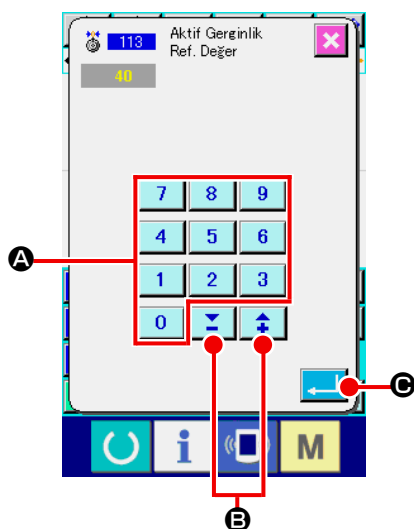 113 Aktif Gerginlik
Ref. Değer
40
7 8 9
4 5 6
A
1 2 3
0
C
i M
B